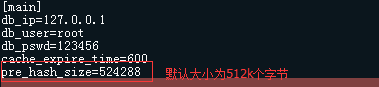 [main]
db_ip=127.0.0.1
db_user=root
db_pswd=123456
cache_expire_time=600
pre_hash_size=524288 默认大小为512k个字节